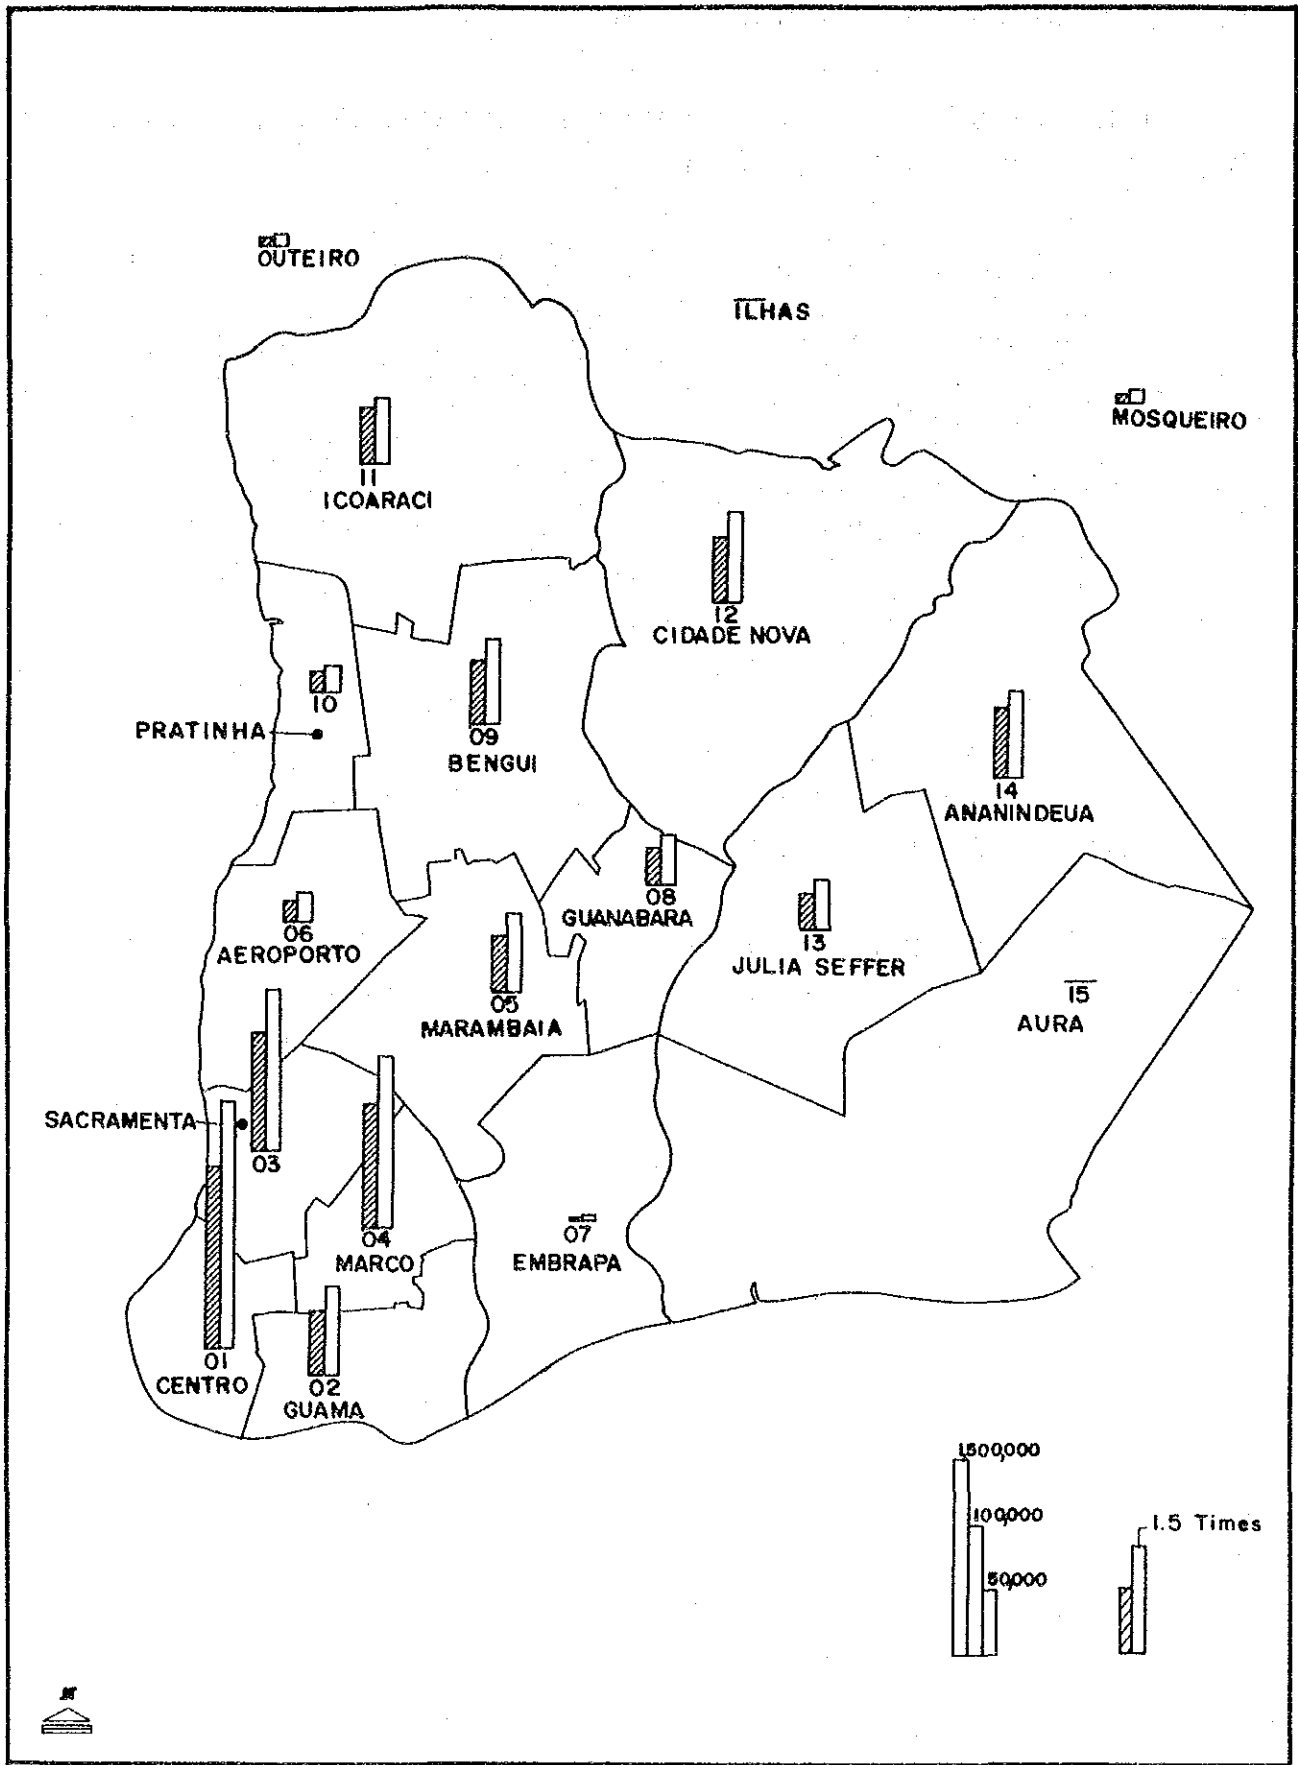 OUTEIRO
ILHAS
MOSQUEIRO
11
ICOARACI
12
CIDADE NOVA
10
PRATINHA
09
BENGUI
14
ANANINDEUA
08
GUANABARA
06
AEROPORTO
13
JULIA SEFFER
05
MARAMBAIA
15
AURA
SACRAMENTA
03
04
MARCO
07
EMBRAPA
01
CENTRO
02
GUAMA
1,500,000
100,000
50,000
1.5 Times
N